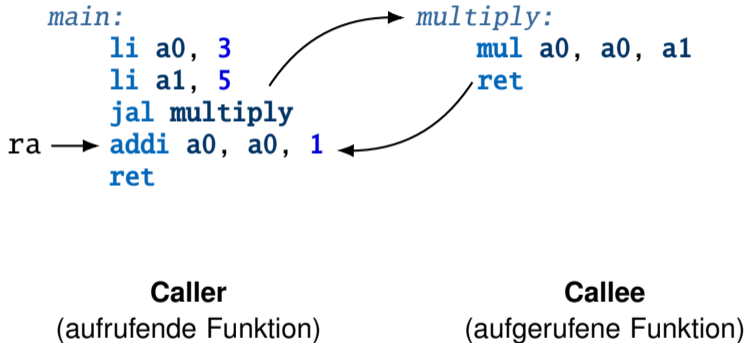 main:
li a0, 3
li a1, 5
jal multiply
ra
addi a0, a0, 1
ret
multiply:
mul a0, a0, a1
ret
Caller
(aufrufende Funktion)
Callee
(aufgerufene Funktion)